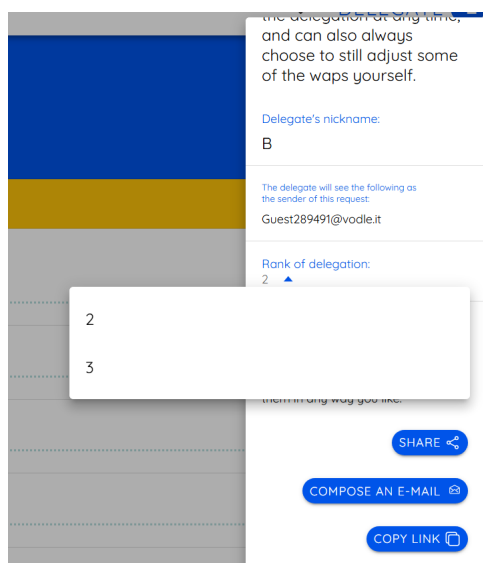 the delegation at any time,
and can also always
choose to still adjust some
of the waps yourself.
Delegate's nickname:
B
The delegate will see the following as
the sender of this request:
Guest289491@vodle.it
Rank of delegation:
2
2
3
them in any way you like.
SHARE
COMPOSE AN E-MAIL
COPY LINK